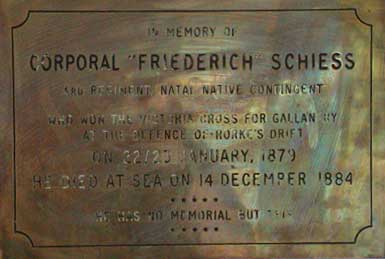 IN MEMORY OF
CORPORAL "FRIEDERICH" SCHIESS
3RD REGIMENT, NATAL NATIVE CONTINGENT
WHO WON THE VICTORIA CROSS FOR GALLANTRY
AT THE DEFENCE OF RORKE'S DRIFT
ON 22/23 JANUARY, 1879
HE DIED AT SEA ON 14 DECEMBER 1884
* * * * *
HE HAS NO MEMORIAL BUT THIS
* * * * *